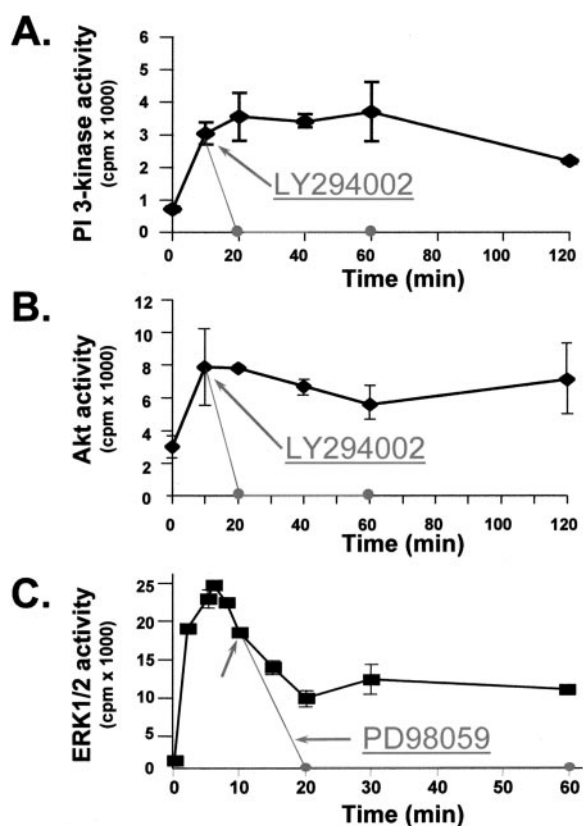 A.
PI 3-kinase activity
(cpm x 1000)
6
5
4
3
2
1
0
LY294002
0 20 40 60 80 100 120
Time (min)
B.
Akt activity
(cpm x 1000)
12
10
8
6
4
2
0
LY294002
0 20 40 60 80 100 120
Time (min)
C.
ERK1/2 activity
(cpm x 1000)
25
20
15
10
5
0
PD98059
0 10 20 30 40 50 60
Time (min)